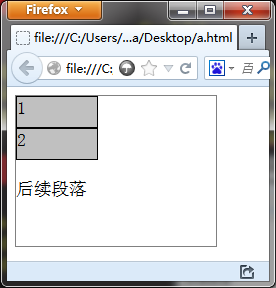 Firefox
file:///C:/Users/...a/Desktop/a.html
file:///C:
百
1
2
后续段落